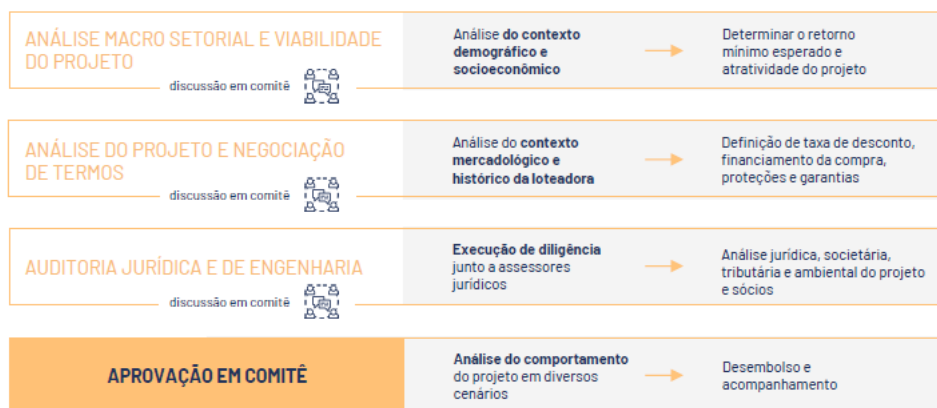 ANÁLISE MACRO SETORIAL E VIABILIDADE
DO PROJETO
discussão em comitê
Análise do contexto
demográfico e
socioeconômico
Determinar o retorno
mínimo esperado e
atratividade do projeto
ANÁLISE DO PROJETO E NEGOCIAÇÃO
DE TERMOS
discussão em comitê
Análise do contexto
mercadológico e
histórico da loteadora
Definição de taxa de desconto,
financiamento da compra,
proteções e garantias
AUDITORIA JURÍDICA E DE ENGENHARIA
discussão em comitê
Execução de diligência
junto a assessores
jurídicos
Análise jurídica, societária,
tributária e ambiental do projeto
e sócios
APROVAÇÃO EM COMITÊ
Análise do comportamento
do projeto em diversos
cenários
Desembolso e
acompanhamento